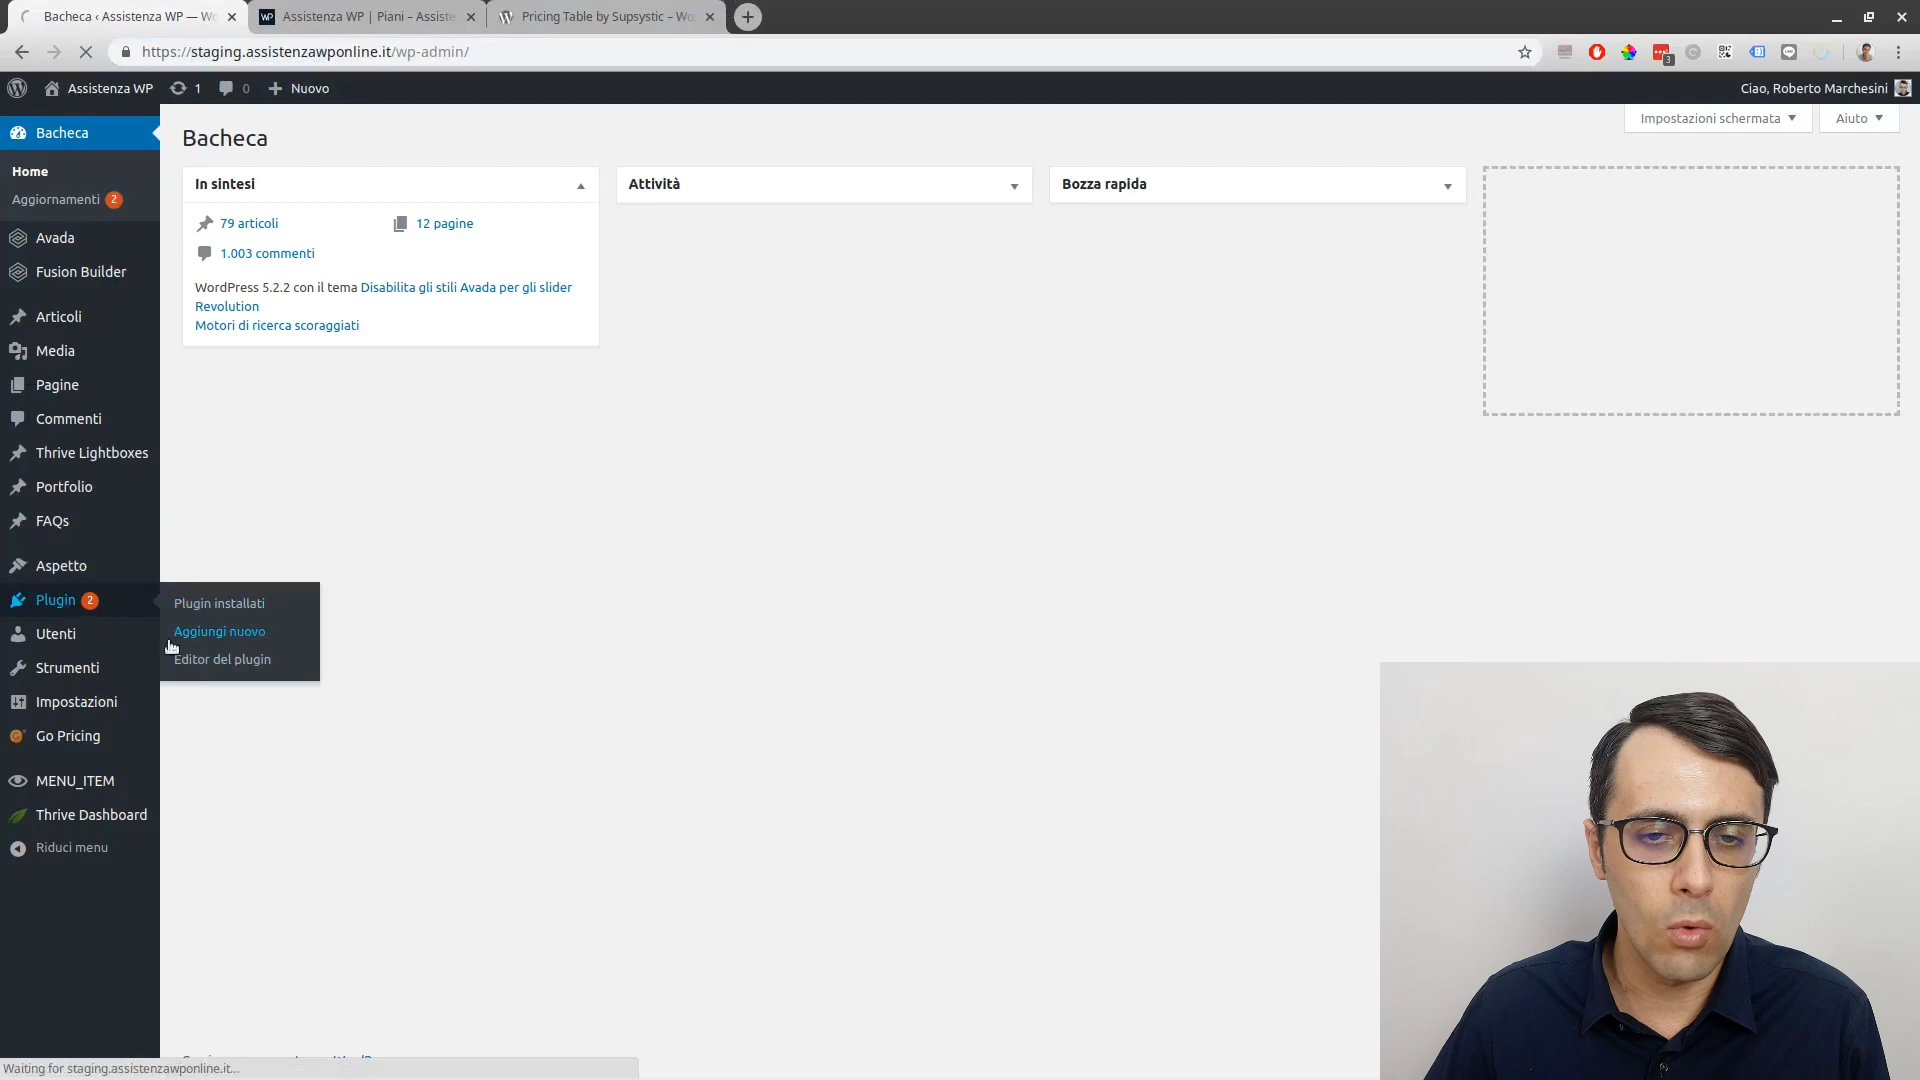 Bacheca ‹ Assistenza WP — Wo
Assistenza WP | Piani – Assiste
Pricing Table by Supsystic – Wo
https://staging.assistenzawponline.it/wp-admin/
3
Assistenza WP
1
0
Nuovo
Ciao, Roberto Marchesini
Bacheca
Home
Aggiornamenti 2
Avada
Fusion Builder
Articoli
Media
Pagine
Commenti
Thrive Lightboxes
Portfolio
FAQs
Aspetto
Plugin 2
Utenti
Strumenti
Impostazioni
Go Pricing
MENU_ITEM
Thrive Dashboard
Riduci menu
Plugin installati
Aggiungi nuovo
Editor del plugin
Impostazioni schermata
Aiuto
Bacheca
In sintesi
79 articoli
12 pagine
1.003 commenti
WordPress 5.2.2 con il tema Disabilita gli stili Avada per gli slider
Revolution
Motori di ricerca scoraggiati
Attività
Bozza rapida
Waiting for staging.assistenzawponline.it...